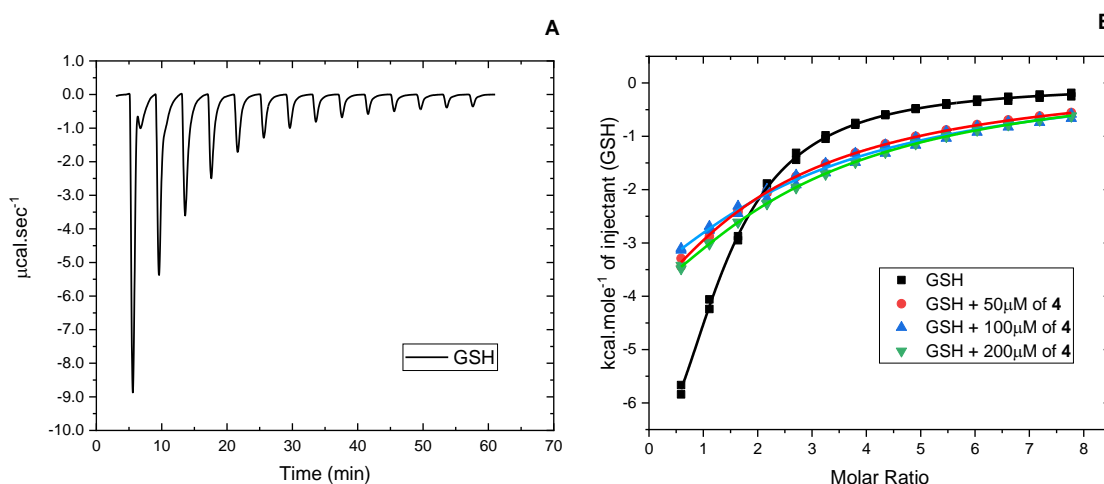 A
1.0
0.0
-1.0
-2.0
-3.0
-4.0
-5.0
-6.0
-7.0
-8.0
-9.0
-10.0
0 10 20 30 40 50 60 70
μcal.sec⁻¹
Time (min)
GSH
0
-1
-2
-3
-4
-5
-6
0 1 2 3 4 5 6 7 8
kcal.mole⁻¹ of injectant (GSH)
Molar Ratio
GSH
GSH + 50μM of 4
GSH + 100μM of 4
GSH + 200μM of 4